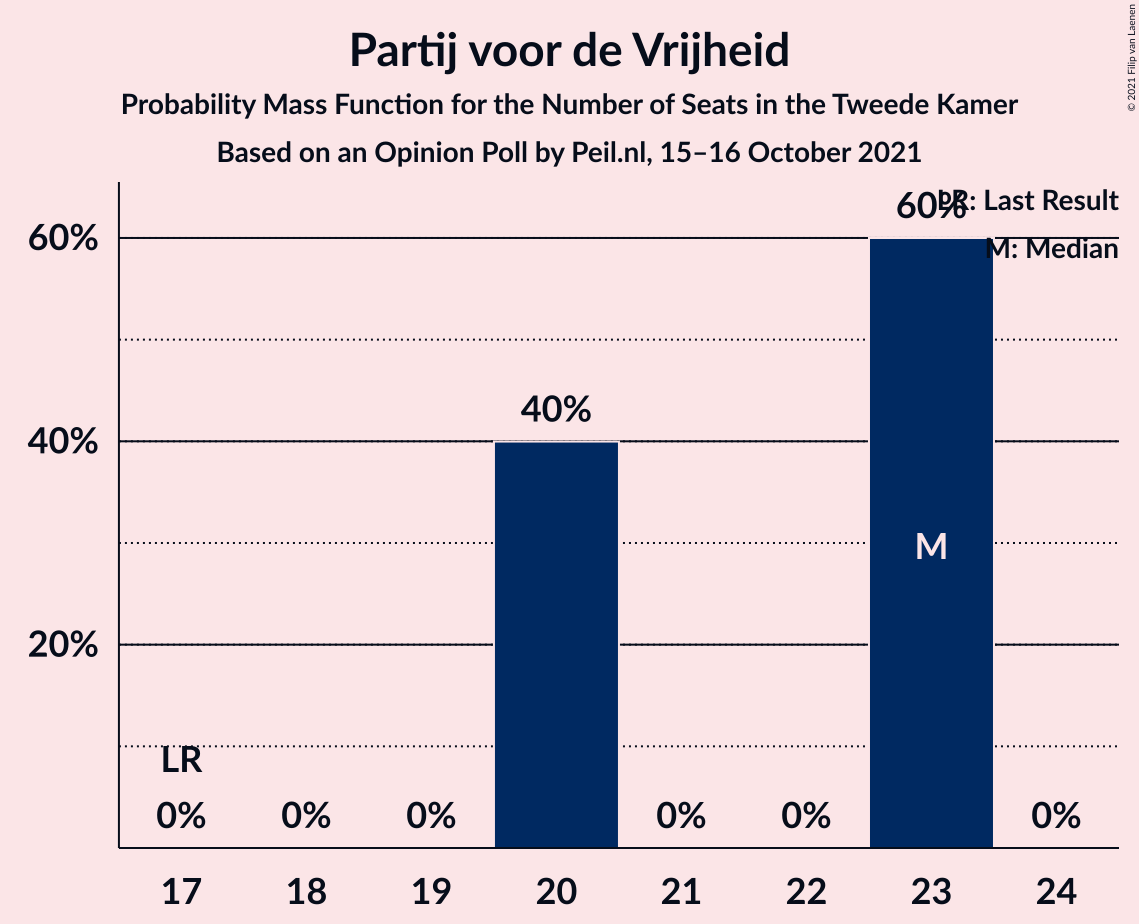 Partij voor de Vrijheid
Probability Mass Function for the Number of Seats in the Tweede Kamer
Based on an Opinion Poll by Peil.nl, 15–16 October 2021
© 2021 Filip van Laenen
LR: Last Result
M: Median
60%
40%
20%
LR
0%
0%
0%
40%
0%
0%
60%
M
0%
17 18 19 20 21 22 23 24